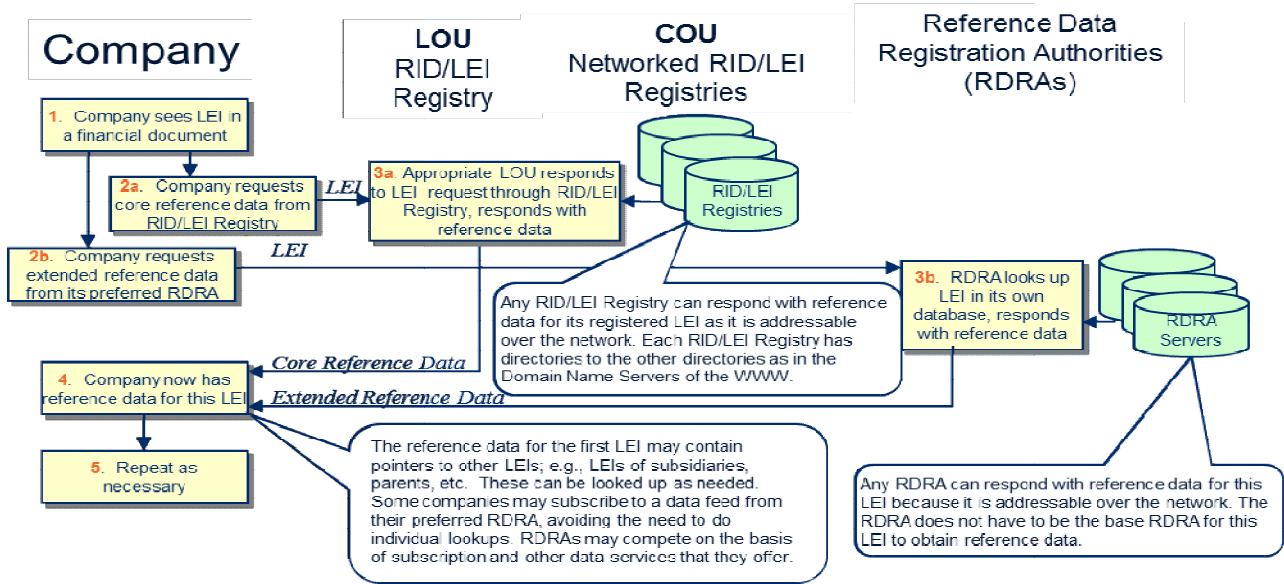 Company
LOU
RID/LEI
Registry
COU
Networked RID/LEI
Registries
Reference Data
Registration Authorities
(RDRAs)
1. Company sees LEI in
a financial document
2a. Company requests
core reference data from
RID/LEI Registry
LEI
3a. Appropriate LOU responds
to LEI request through RID/LEI
Registry, responds with
reference data
RID/LEI
Registries
2b. Company requests
extended reference data
from its preferred RDRA
LEI
3b. RDRA looks up
LEI in its own
database, responds
with reference data
RDRA
Servers
Any RID/LEI Registry can respond with reference
data for its registered LEI as it is addressable
over the network. Each RID/LEI Registry has
directories to the other directories as in the
Domain Name Servers of the WWW.
Core Reference Data
4. Company now has
reference data for this LEI
Extended Reference Data
5. Repeat as
necessary
The reference data for the first LEI may contain
pointers to other LEIs; e.g., LEIs of subsidiaries,
parents, etc. These can be looked up as needed.
Some companies may subscribe to a data feed from
their preferred RDRA, avoiding the need to do
individual lookups. RDRAs may compete on the basis
of subscription and other data services that they offer.
Any RDRA can respond with reference data for this
LEI because it is addressable over the network. The
RDRA does not have to be the base RDRA for this
LEI to obtain reference data.